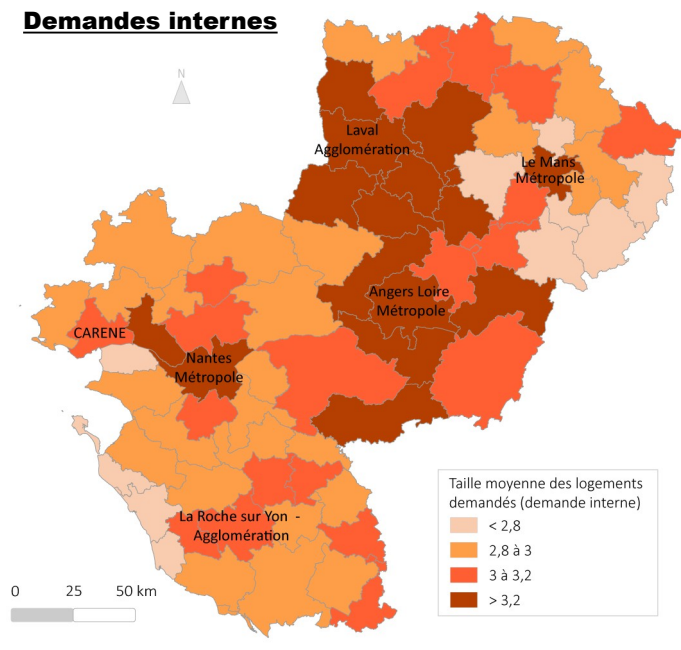 Demandes internes
N
Laval
Agglomération
Le Mans
Métropole
Angers Loire
Métropole
CARENE
Nantes
Métropole
La Roche sur Yon -
Agglomération
Taille moyenne des logements
demandés (demande interne)
< 2,8
2,8 à 3
3 à 3,2
> 3,2
0 25 50 km